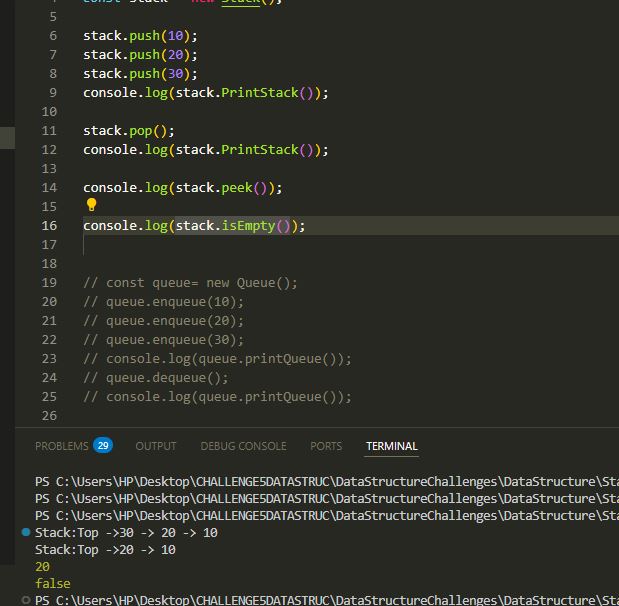 4 const stack = new Stack();
5
6 stack.push(10);
7 stack.push(20);
8 stack.push(30);
9 console.log(stack.PrintStack());
10
11 stack.pop();
12 console.log(stack.PrintStack());
13
14 console.log(stack.peek());
15
16 console.log(stack.isEmpty());
17
18
19 // const queue= new Queue();
20 // queue.enqueue(10);
21 // queue.enqueue(20);
22 // queue.enqueue(30);
23 // console.log(queue.printQueue());
24 // queue.dequeue();
25 // console.log(queue.printQueue());
26
PROBLEMS 29 OUTPUT DEBUG CONSOLE PORTS TERMINAL
PS C:\Users\HP\Desktop\CHALLENGE5DATASTRUC\DataStructureChallenges\DataStructure\Sta
PS C:\Users\HP\Desktop\CHALLENGE5DATASTRUC\DataStructureChallenges\DataStructure\Sta
PS C:\Users\HP\Desktop\CHALLENGE5DATASTRUC\DataStructureChallenges\DataStructure\Sta
Stack:Top ->30 -> 20 -> 10
Stack:Top ->20 -> 10
20
false
PS C:\Users\HP\Desktop\CHALLENGE5DATASTRUC\DataStructureChallenges\DataStructure\Sta